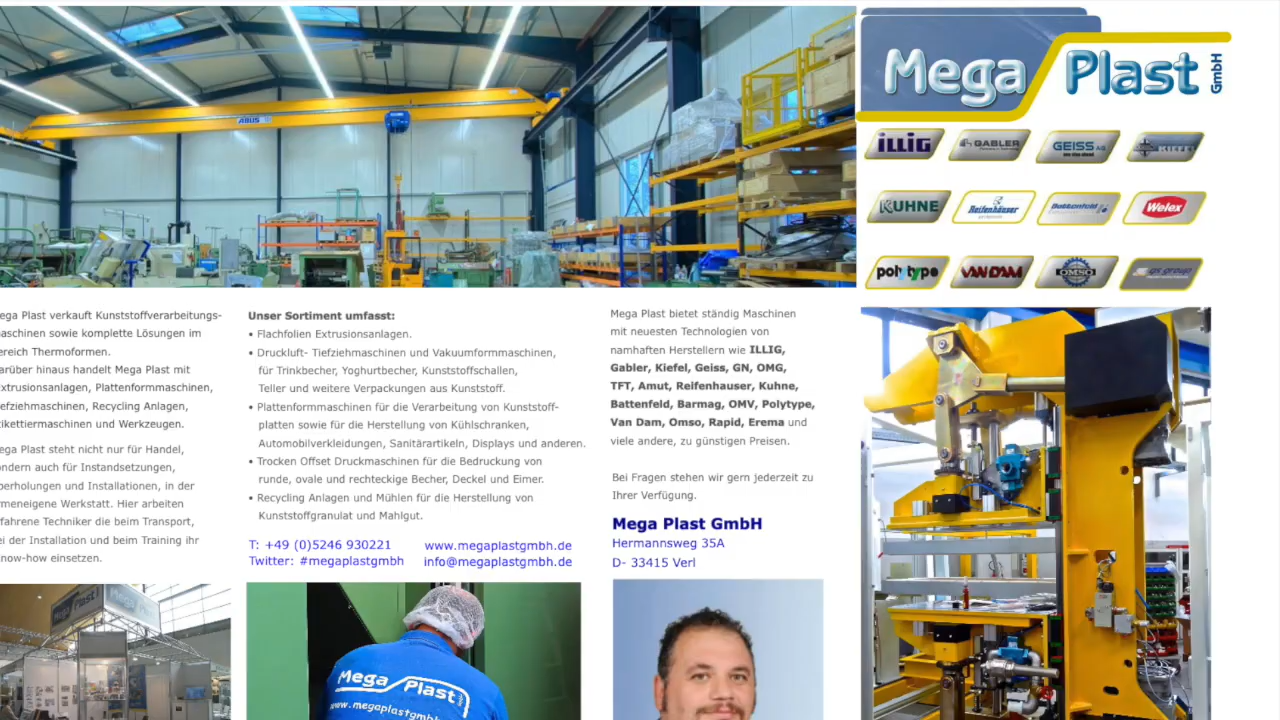 ABUS
Mega Plast GmbH
ILLIG
GABLER
GEISS AG
KIEFEL
KUHNE
Reifenhäuser
Battenfeld
Welex
polytype
VAN DAM
OMSO
gs group
ega Plast verkauft Kunststoffverarbeitungs-
aschinen sowie komplette Lösungen im
ereich Thermoformen.
arüber hinaus handelt Mega Plast mit
xtrusionsanlagen, Plattenformmaschinen,
efziehmaschinen, Recycling Anlagen,
ikettiermaschinen und Werkzeugen.
ega Plast steht nicht nur für Handel,
ondern auch für Instandsetzungen,
berholungen und Installationen, in der
rmeneigene Werkstatt. Hier arbeiten
fahrene Techniker die beim Transport,
ei der Installation und beim Training ihr
now-how einsetzen.
Unser Sortiment umfasst:
• Flachfolien Extrusionsanlagen.
• Druckluft- Tiefziehmaschinen und Vakuumformmaschinen,
für Trinkbecher, Yoghurtbecher, Kunststoffschallen,
Teller und weitere Verpackungen aus Kunststoff.
• Plattenformmaschinen für die Verarbeitung von Kunststoff-
platten sowie für die Herstellung von Kühlschranken,
Automobilverkleidungen, Sanitärartikeln, Displays und anderen.
• Trocken Offset Druckmaschinen für die Bedruckung von
runde, ovale und rechteckige Becher, Deckel und Eimer.
• Recycling Anlagen und Mühlen für die Herstellung von
Kunststoffgranulat und Mahlgut.
T: +49 (0)5246 930221 www.megaplastgmbh.de
Twitter: #megaplastgmbh info@megaplastgmbh.de
Mega Plast bietet ständig Maschinen
mit neuesten Technologien von
namhaften Herstellern wie ILLIG,
Gabler, Kiefel, Geiss, GN, OMG,
TFT, Amut, Reifenhauser, Kuhne,
Battenfeld, Barmag, OMV, Polytype,
Van Dam, Omso, Rapid, Erema und
viele andere, zu günstigen Preisen.
Bei Fragen stehen wir gern jederzeit zu
Ihrer Verfügung.
Mega Plast GmbH
Hermannsweg 35A
D- 33415 Verl
Mega Plast
Mega Plast GmbH
www.megaplastgmbh